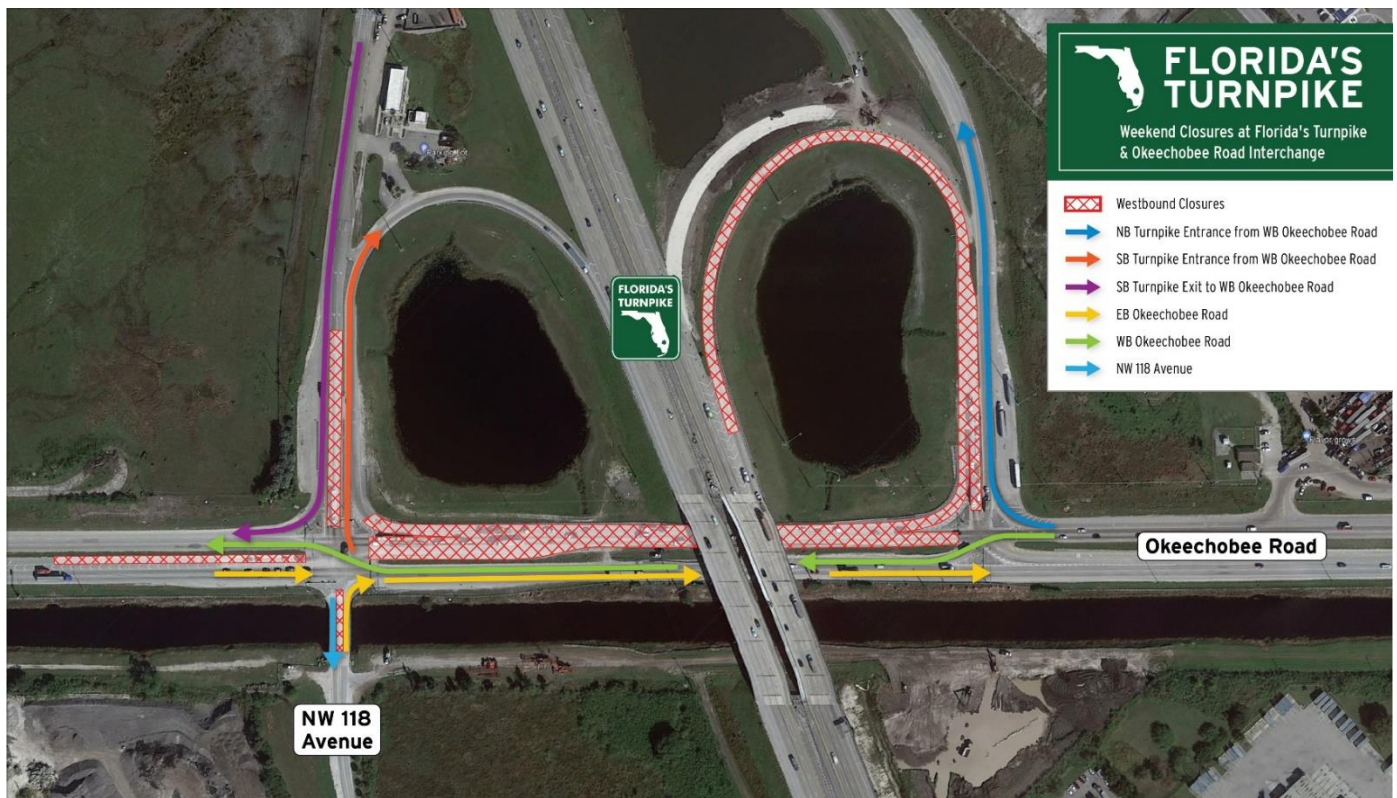 FLORIDA'S
TURNPIKE
Weekend Closures at Florida's Turnpike
& Okeechobee Road Interchange
Westbound Closures
NB Turnpike Entrance from WB Okeechobee Road
SB Turnpike Entrance from WB Okeechobee Road
SB Turnpike Exit to WB Okeechobee Road
EB Okeechobee Road
WB Okeechobee Road
NW 118 Avenue
FLORIDA'S
TURNPIKE
Okeechobee Road
NW 118
Avenue